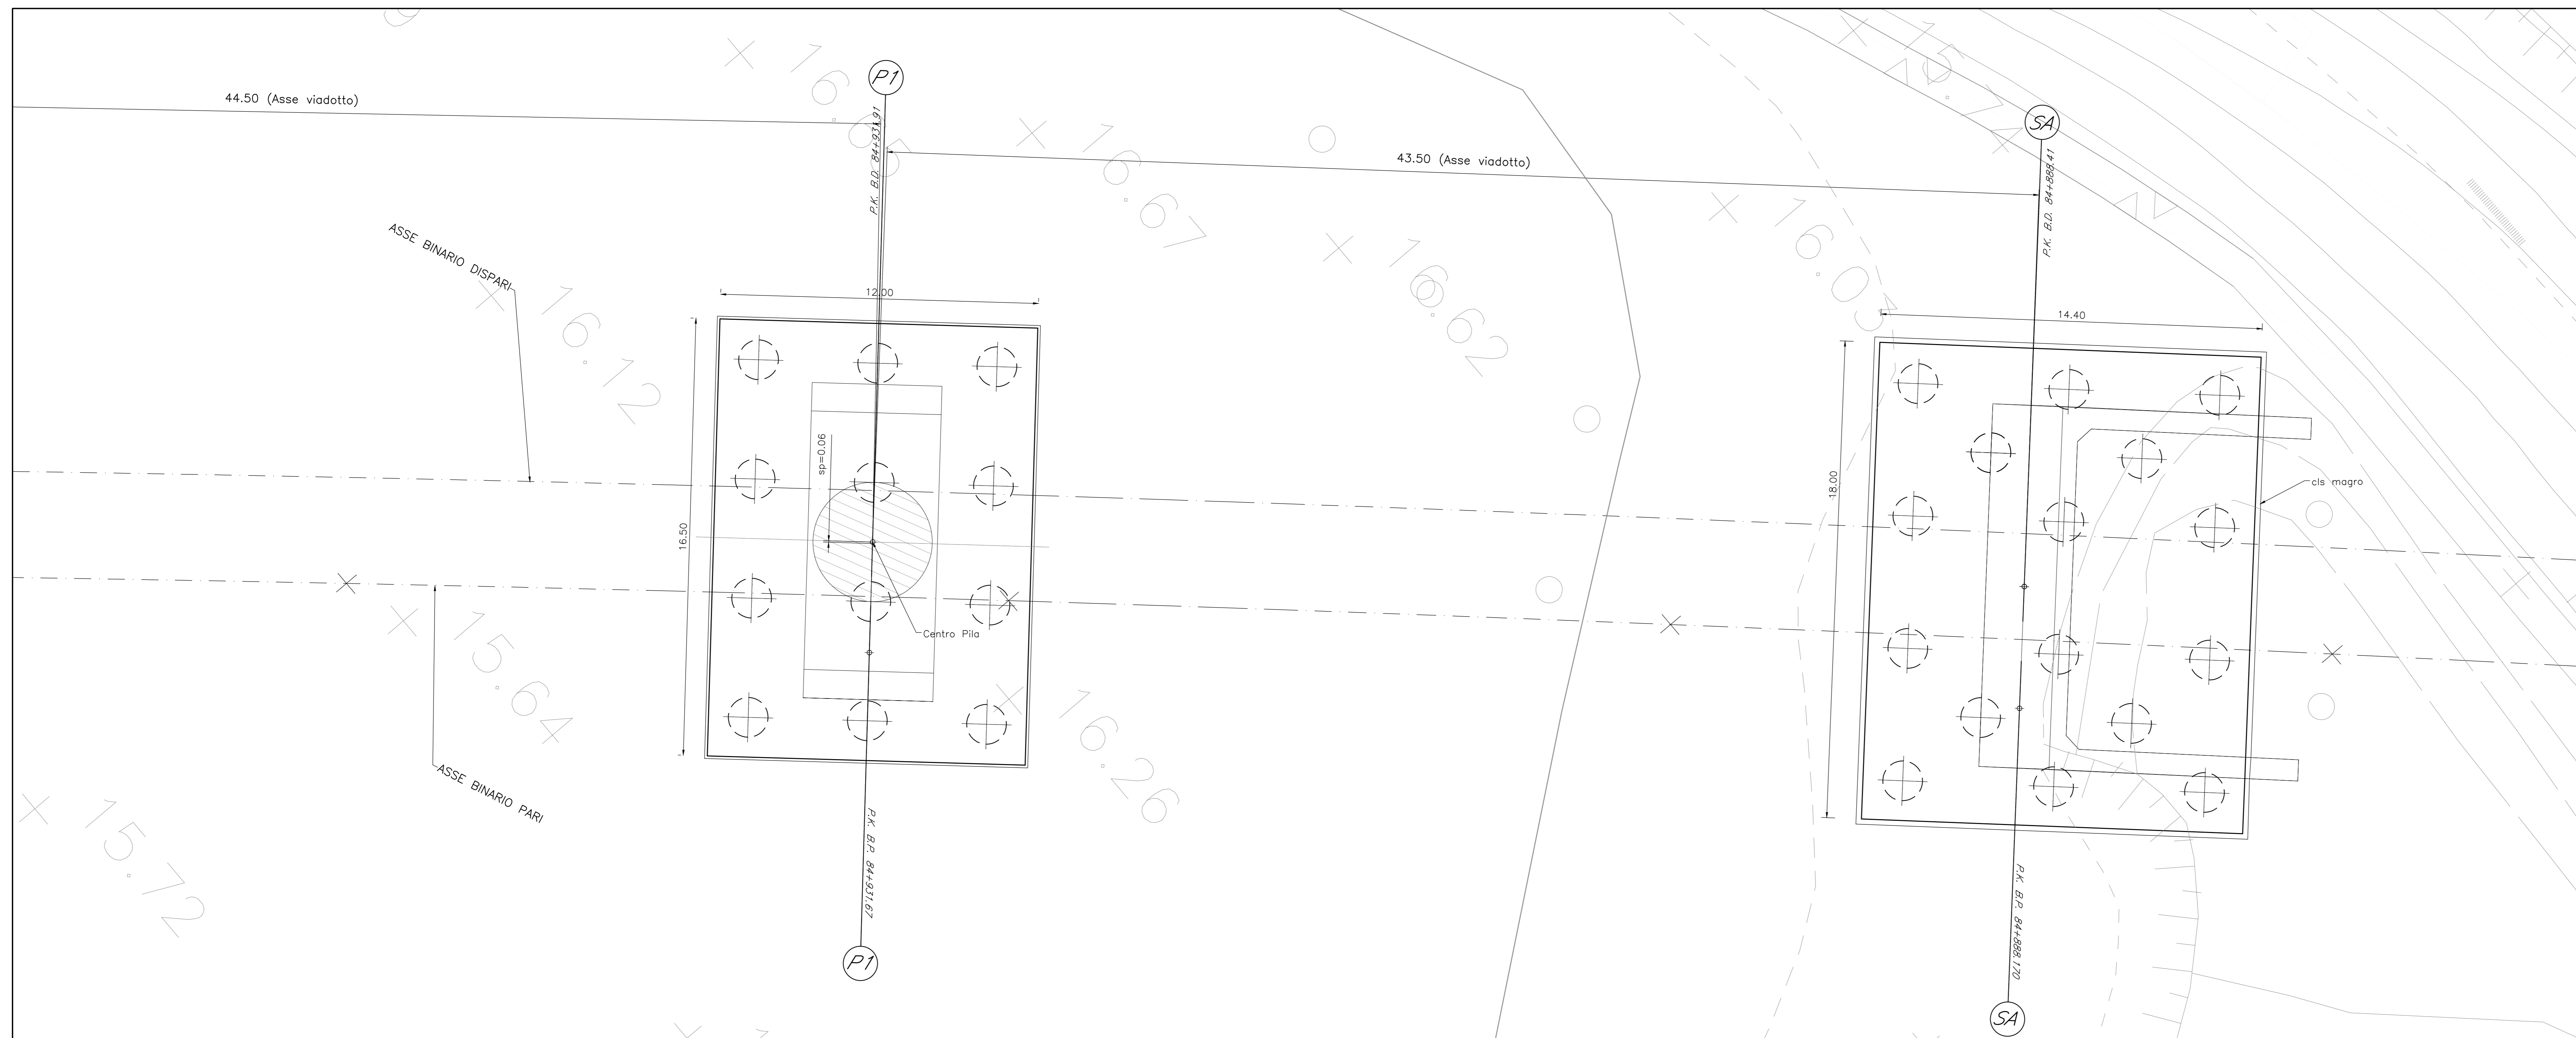 P1
44.50 (Asse viadotto)
P.K. B.D. 84+931.91
43.50 (Asse viadotto)
SA
P.K. B.D. 84+888.41
16.67
16.62
16.03
16.12
ASSE BINARIO DISPARI
12.00
14.40
sp=0.06
18.00
cls magro
16.50
Centro Pila
15.64
16.26
ASSE BINARIO PARI
15.72
P.K. B.P. 84+931.67
P1
P.K. B.P. 84+888.170
SA